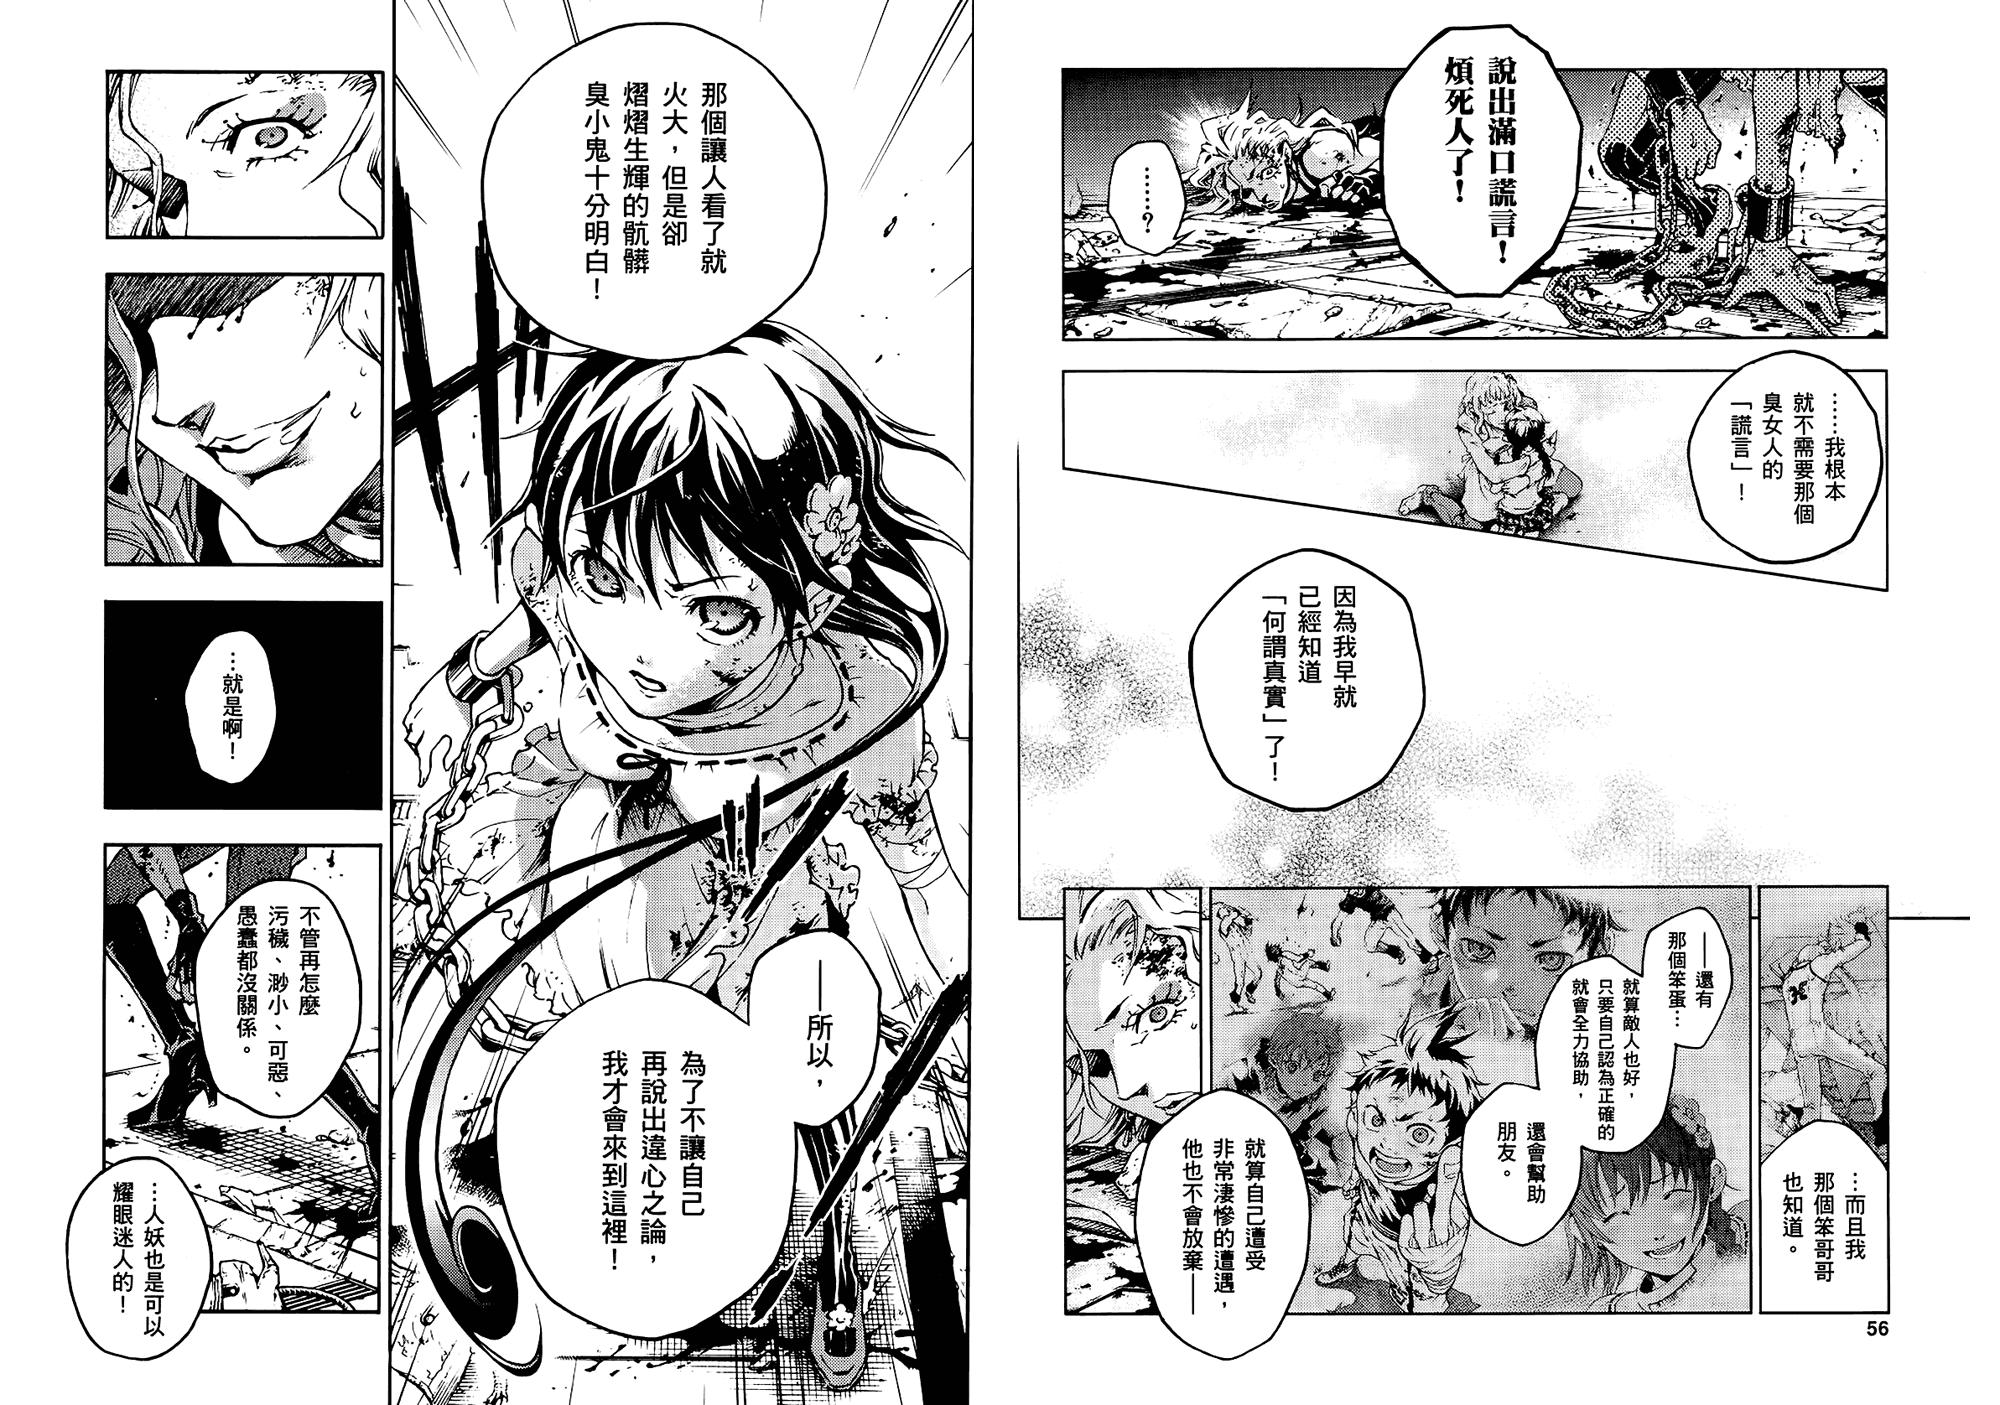 說出滿口謊言！
煩死人了！
……？
……我根本
就不需要那個
臭女人的
「謊言」！
因為我早就
已經知道
「何謂真實」了！
…而且我
那個笨哥哥
也知道。
──還有
那個笨蛋…
就算敵人也好，
只要自己認為正確的
就會全力協助，
還會幫助
朋友。
就算自己遭受
非常淒慘的遭遇，
他也不會放棄──
56
那個讓人看了就
火大，但是卻
熠熠生輝的骯髒
臭小鬼十分明白！
──所以，
為了不讓自己
再說出違心之論，
我才會來到這裡！
…就是啊！
不管再怎麼
污穢、渺小、可惡、
愚蠢都沒關係。
…人妖也是可以
耀眼迷人的！